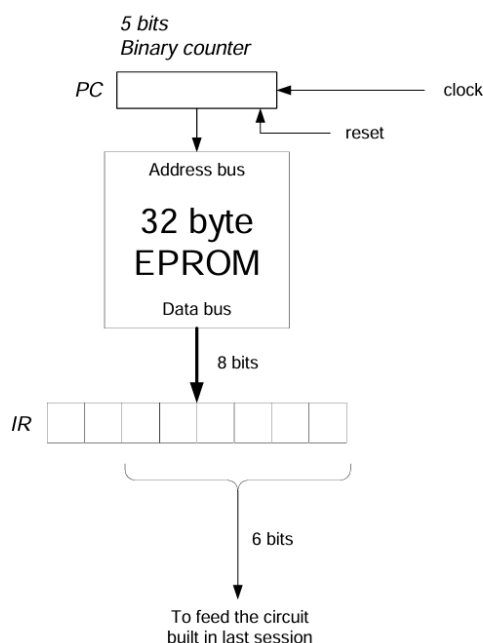 5 bits
Binary counter
PC
clock
reset
Address bus
32 byte
EPROM
Data bus
8 bits
IR
6 bits
To feed the circuit
built in last session